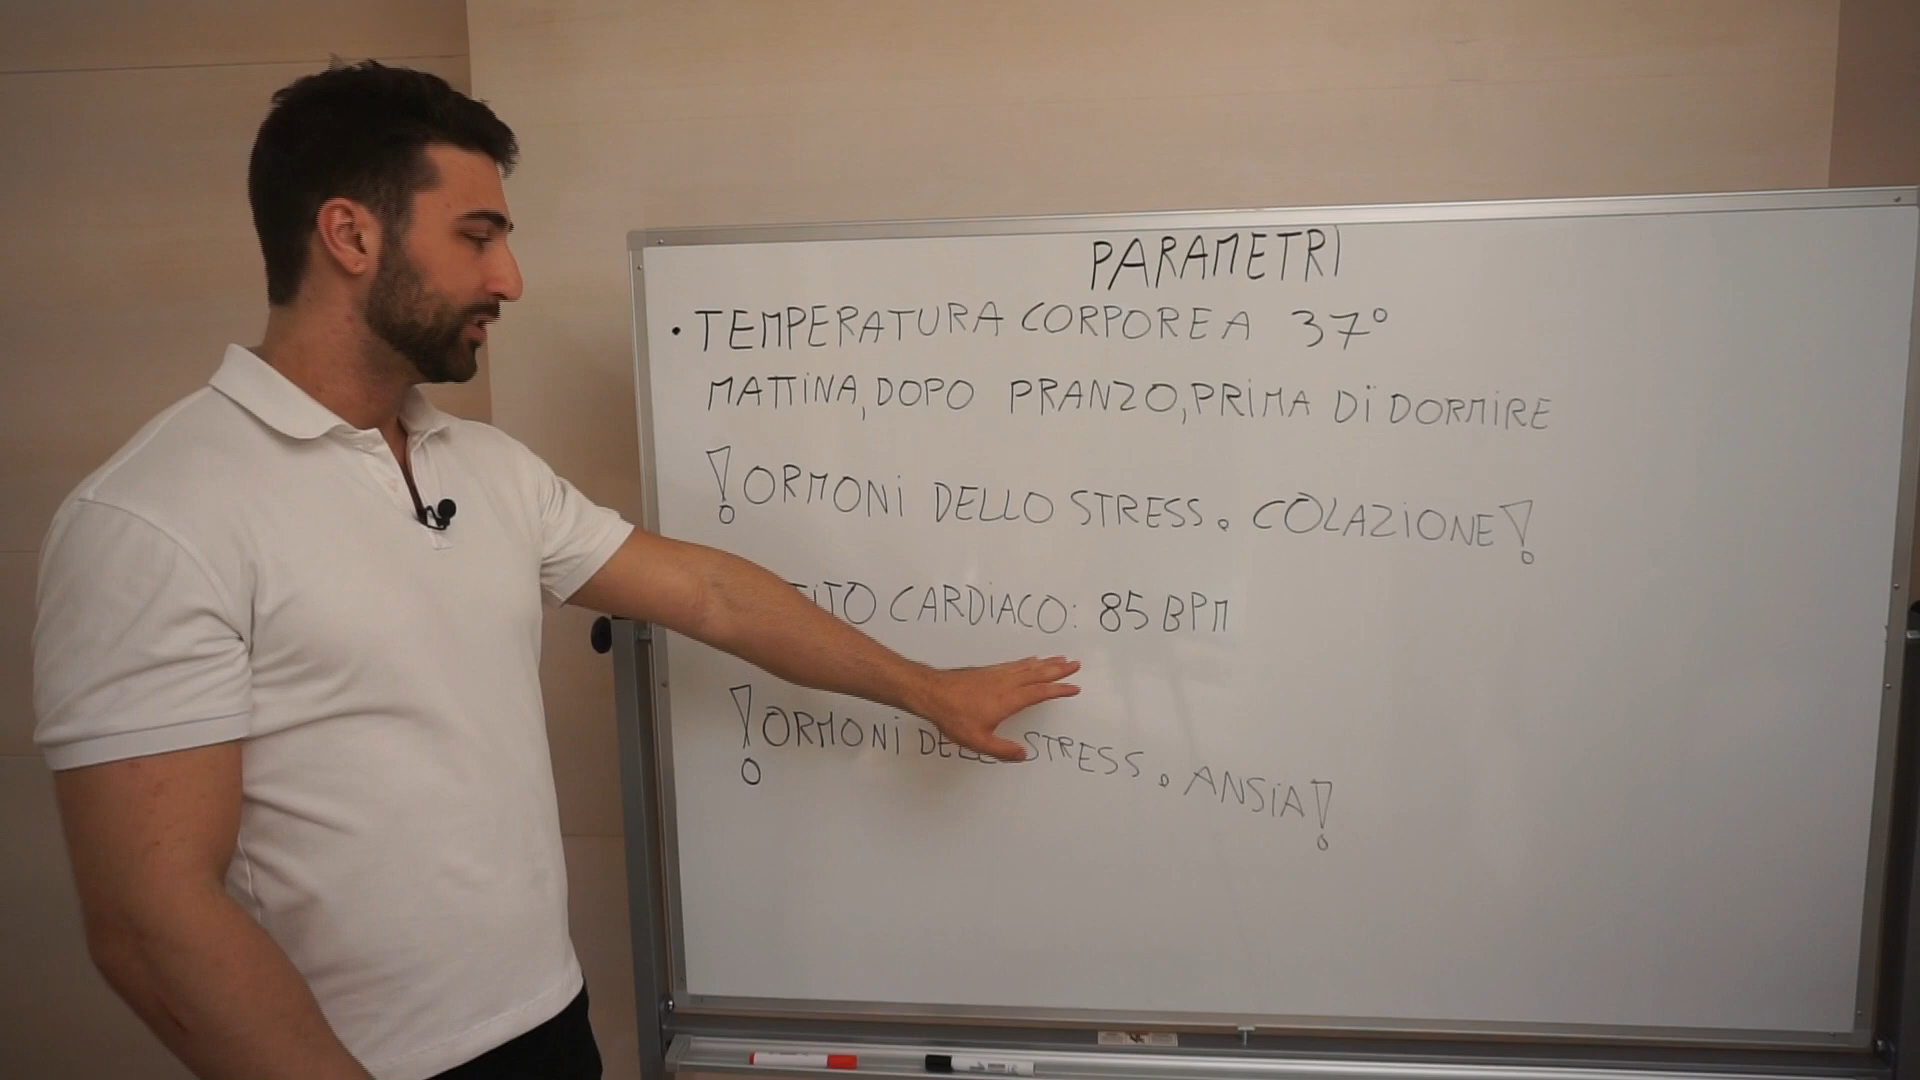 PARAMETRI
• TEMPERATURA CORPOREA 37°
MATTINA, DOPO PRANZO, PRIMA DI DORMIRE
! ORMONI DELLO STRESS. COLAZIONE!
CARDIACO: 85 BPM
! ORMONI DELLO STRESS. ANSIA!